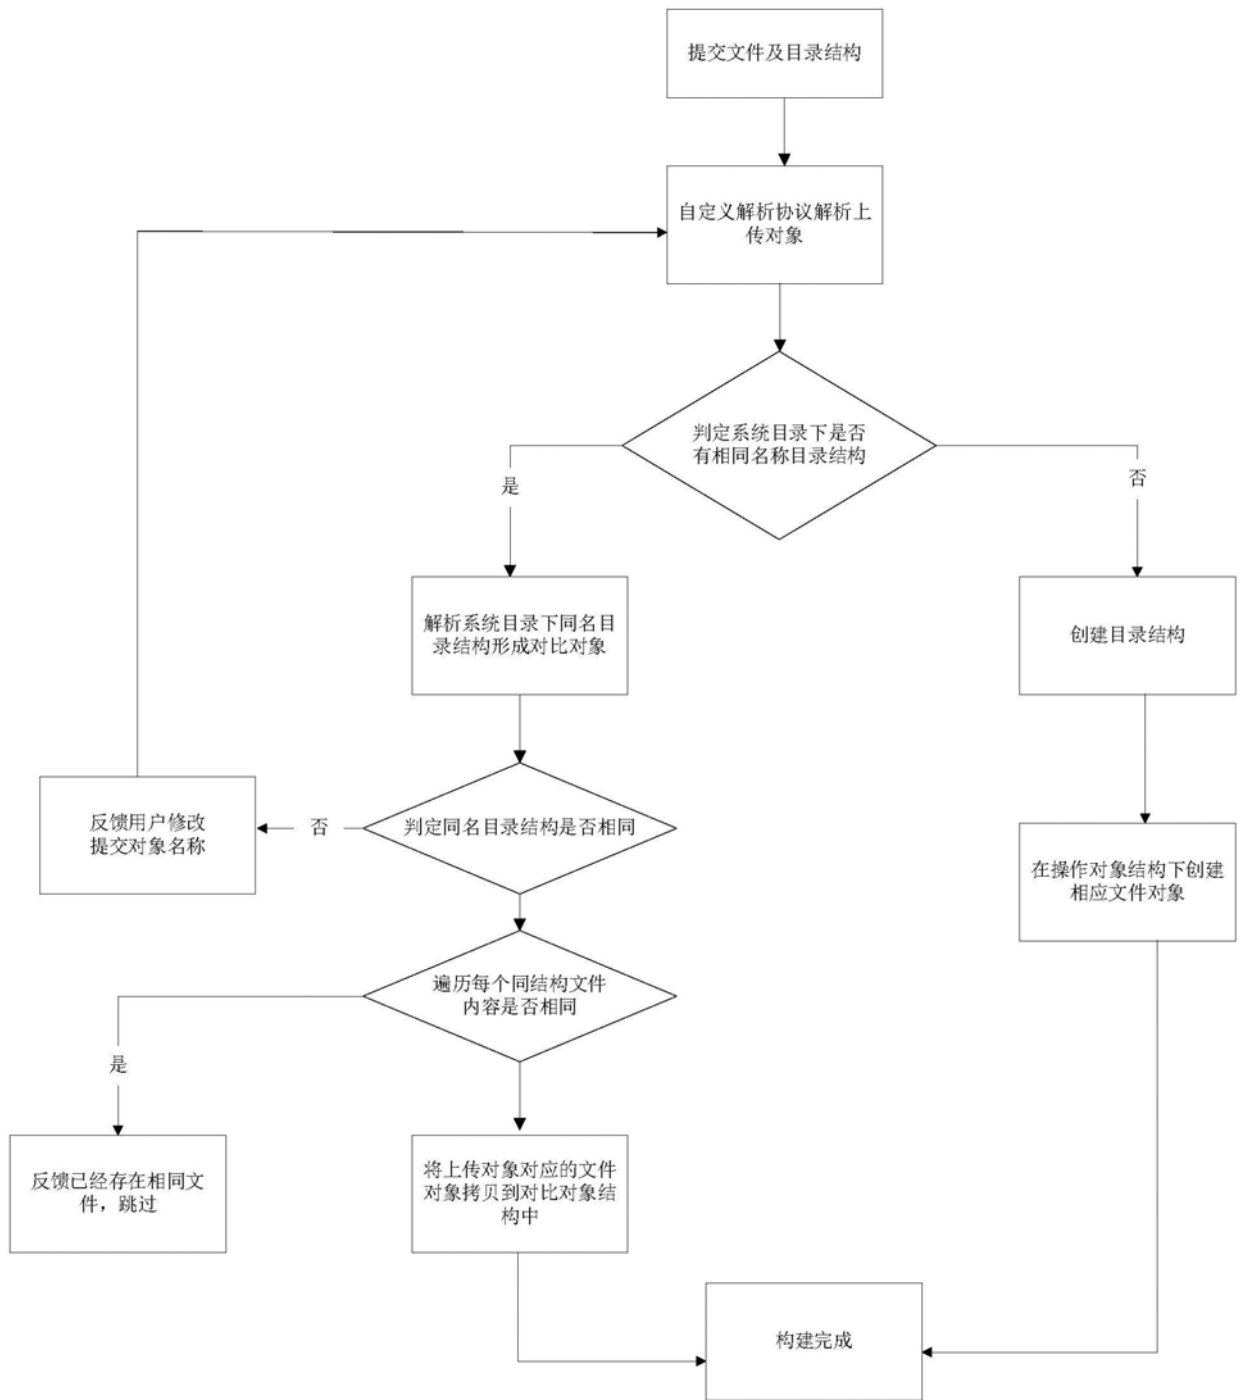 提交文件及目录结构
自定义解析协议解析上
传对象
判定系统目录下是否
有相同名称目录结构
是
否
解析系统目录下同名目
录结构形成对比对象
创建目录结构
反馈用户修改
提交对象名称
否
判定同名目录结构是否相同
在操作对象结构下创建
相应文件对象
遍历每个同结构文件
内容是否相同
是
反馈已经存在相同文
件，跳过
将上传对象对应的文件
对象拷贝到对比对象结
构中
构建完成